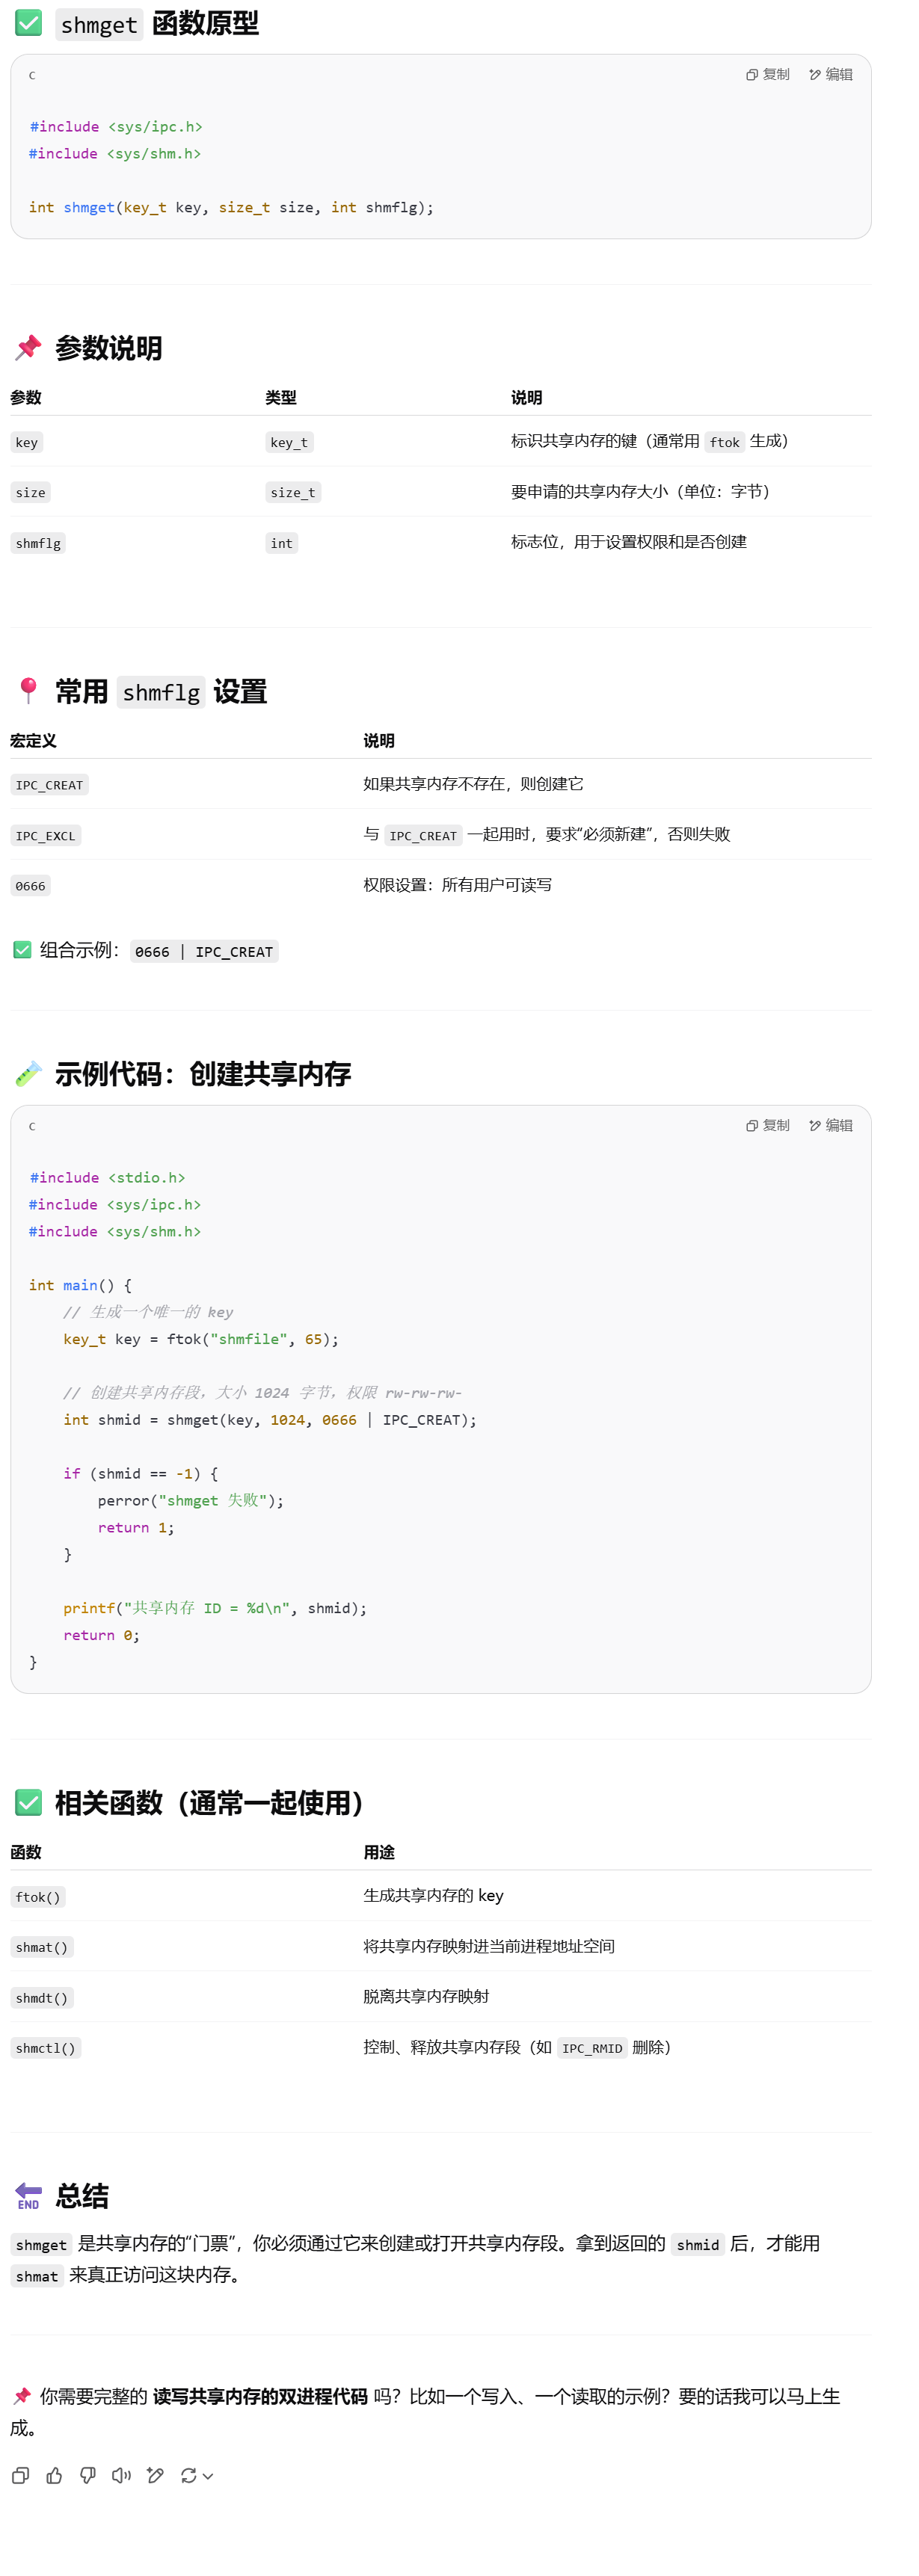 ✅ shmget 函数原型
c
复制 编辑
#include <sys/ipc.h>
#include <sys/shm.h>
int shmget(key_t key, size_t size, int shmflg);
📌 参数说明
参数 类型 说明
key key_t 标识共享内存的键（通常用 ftok 生成）
size size_t 要申请的共享内存大小（单位：字节）
shmflg int 标志位，用于设置权限和是否创建
📍 常用 shmflg 设置
宏定义 说明
IPC_CREAT 如果共享内存不存在，则创建它
IPC_EXCL 与 IPC_CREAT 一起用时，要求“必须新建”，否则失败
0666 权限设置：所有用户可读写
✅ 组合示例：0666 | IPC_CREAT
🧪 示例代码：创建共享内存
c
复制 编辑
#include <stdio.h>
#include <sys/ipc.h>
#include <sys/shm.h>
int main() {
// 生成一个唯一的 key
key_t key = ftok("shmfile", 65);
// 创建共享内存段，大小 1024 字节，权限 rw-rw-rw-
int shmid = shmget(key, 1024, 0666 | IPC_CREAT);
if (shmid == -1) {
perror("shmget 失败");
return 1;
}
printf("共享内存 ID = %d\n", shmid);
return 0;
}
✅ 相关函数（通常一起使用）
函数 用途
ftok() 生成共享内存的 key
shmat() 将共享内存映射进当前进程地址空间
shmdt() 脱离共享内存映射
shmctl() 控制、释放共享内存段（如 IPC_RMID 删除）
🔚 总结
shmget 是共享内存的“门票”，你必须通过它来创建或打开共享内存段。拿到返回的 shmid 后，才能用
shmat 来真正访问这块内存。
📌 你需要完整的 读写共享内存的双进程代码 吗？比如一个写入、一个读取的示例？要的话我可以马上生
成。